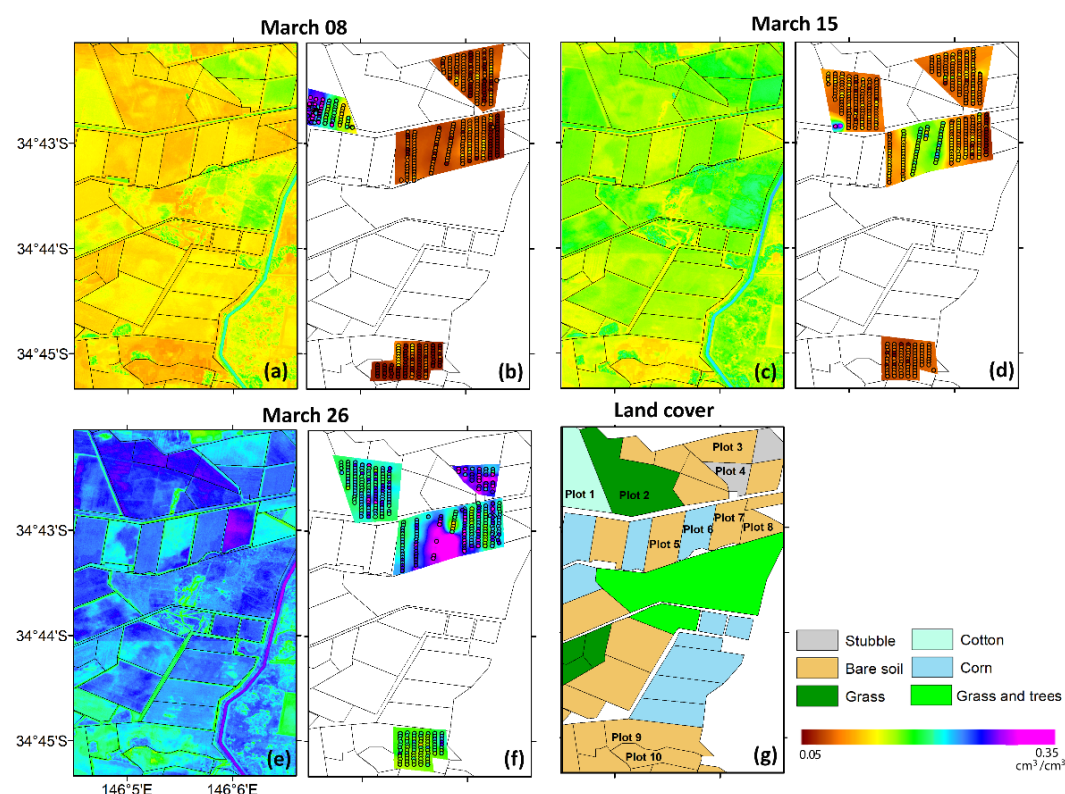 March 08
March 15
34°43'S
34°44'S
34°45'S
(a)
(b)
(c)
(d)
March 26
Land cover
34°43'S
34°44'S
34°45'S
146°5'E
146°6'E
(e)
(f)
(g)
Plot 1
Plot 2
Plot 3
Plot 4
Plot 5
Plot 6
Plot 7
Plot 8
Plot 9
Plot 10
Stubble
Cotton
Bare soil
Corn
Grass
Grass and trees
0.05
0.35
cm³/cm³